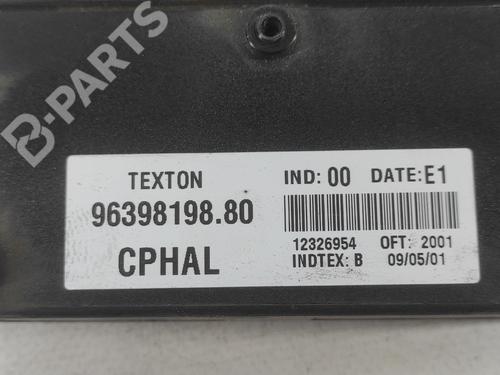 B-PARTS
TEXTON IND: 00 DATE: E1
96398198.80
12326954 OFT: 2001
CPHAL INDTEX: B 09/05/01